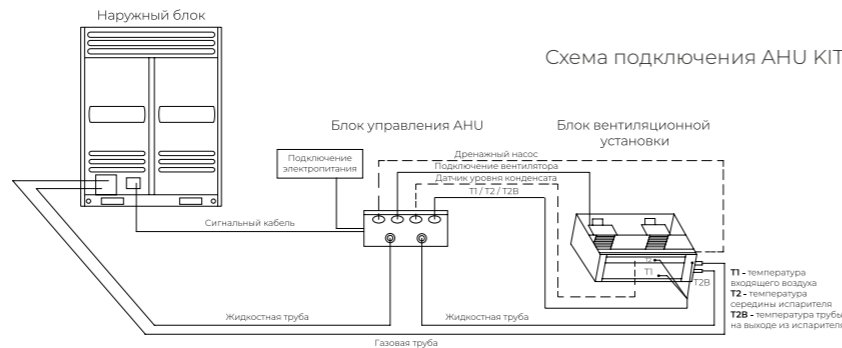 Наружный блок
Схема подключения AHU KIT
Блок управления AHU
Блок вентиляционной
установки
Подключение
электропитания
Дренажный насос
Подключение вентилятора
Датчик уровня конденсата
T1 / T2 / T2B
Сигнальный кабель
T2
T1
T2B
T1 - температура
входящего воздуха
T2 - температура
середины испарителя
T2B - температура трубы
на выходе из испарителя
Жидкостная труба
Жидкостная труба
Газовая труба